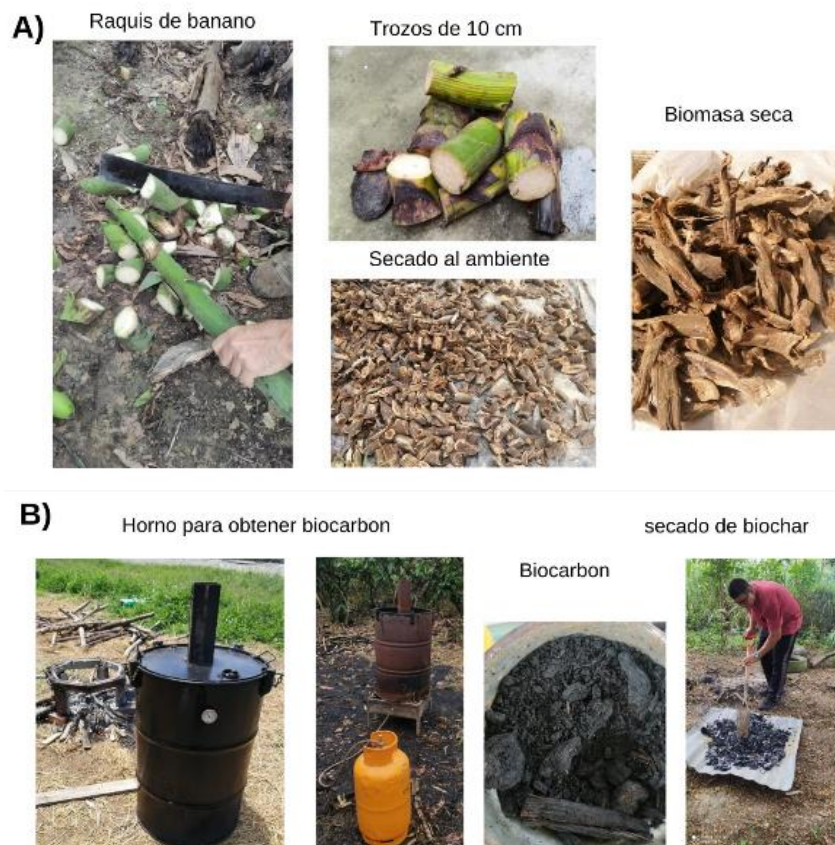 A)
Raquis de banano
Trozos de 10 cm
Biomasa seca
Secado al ambiente
B)
Horno para obtener biocarbon
secado de biochar
Biocarbon